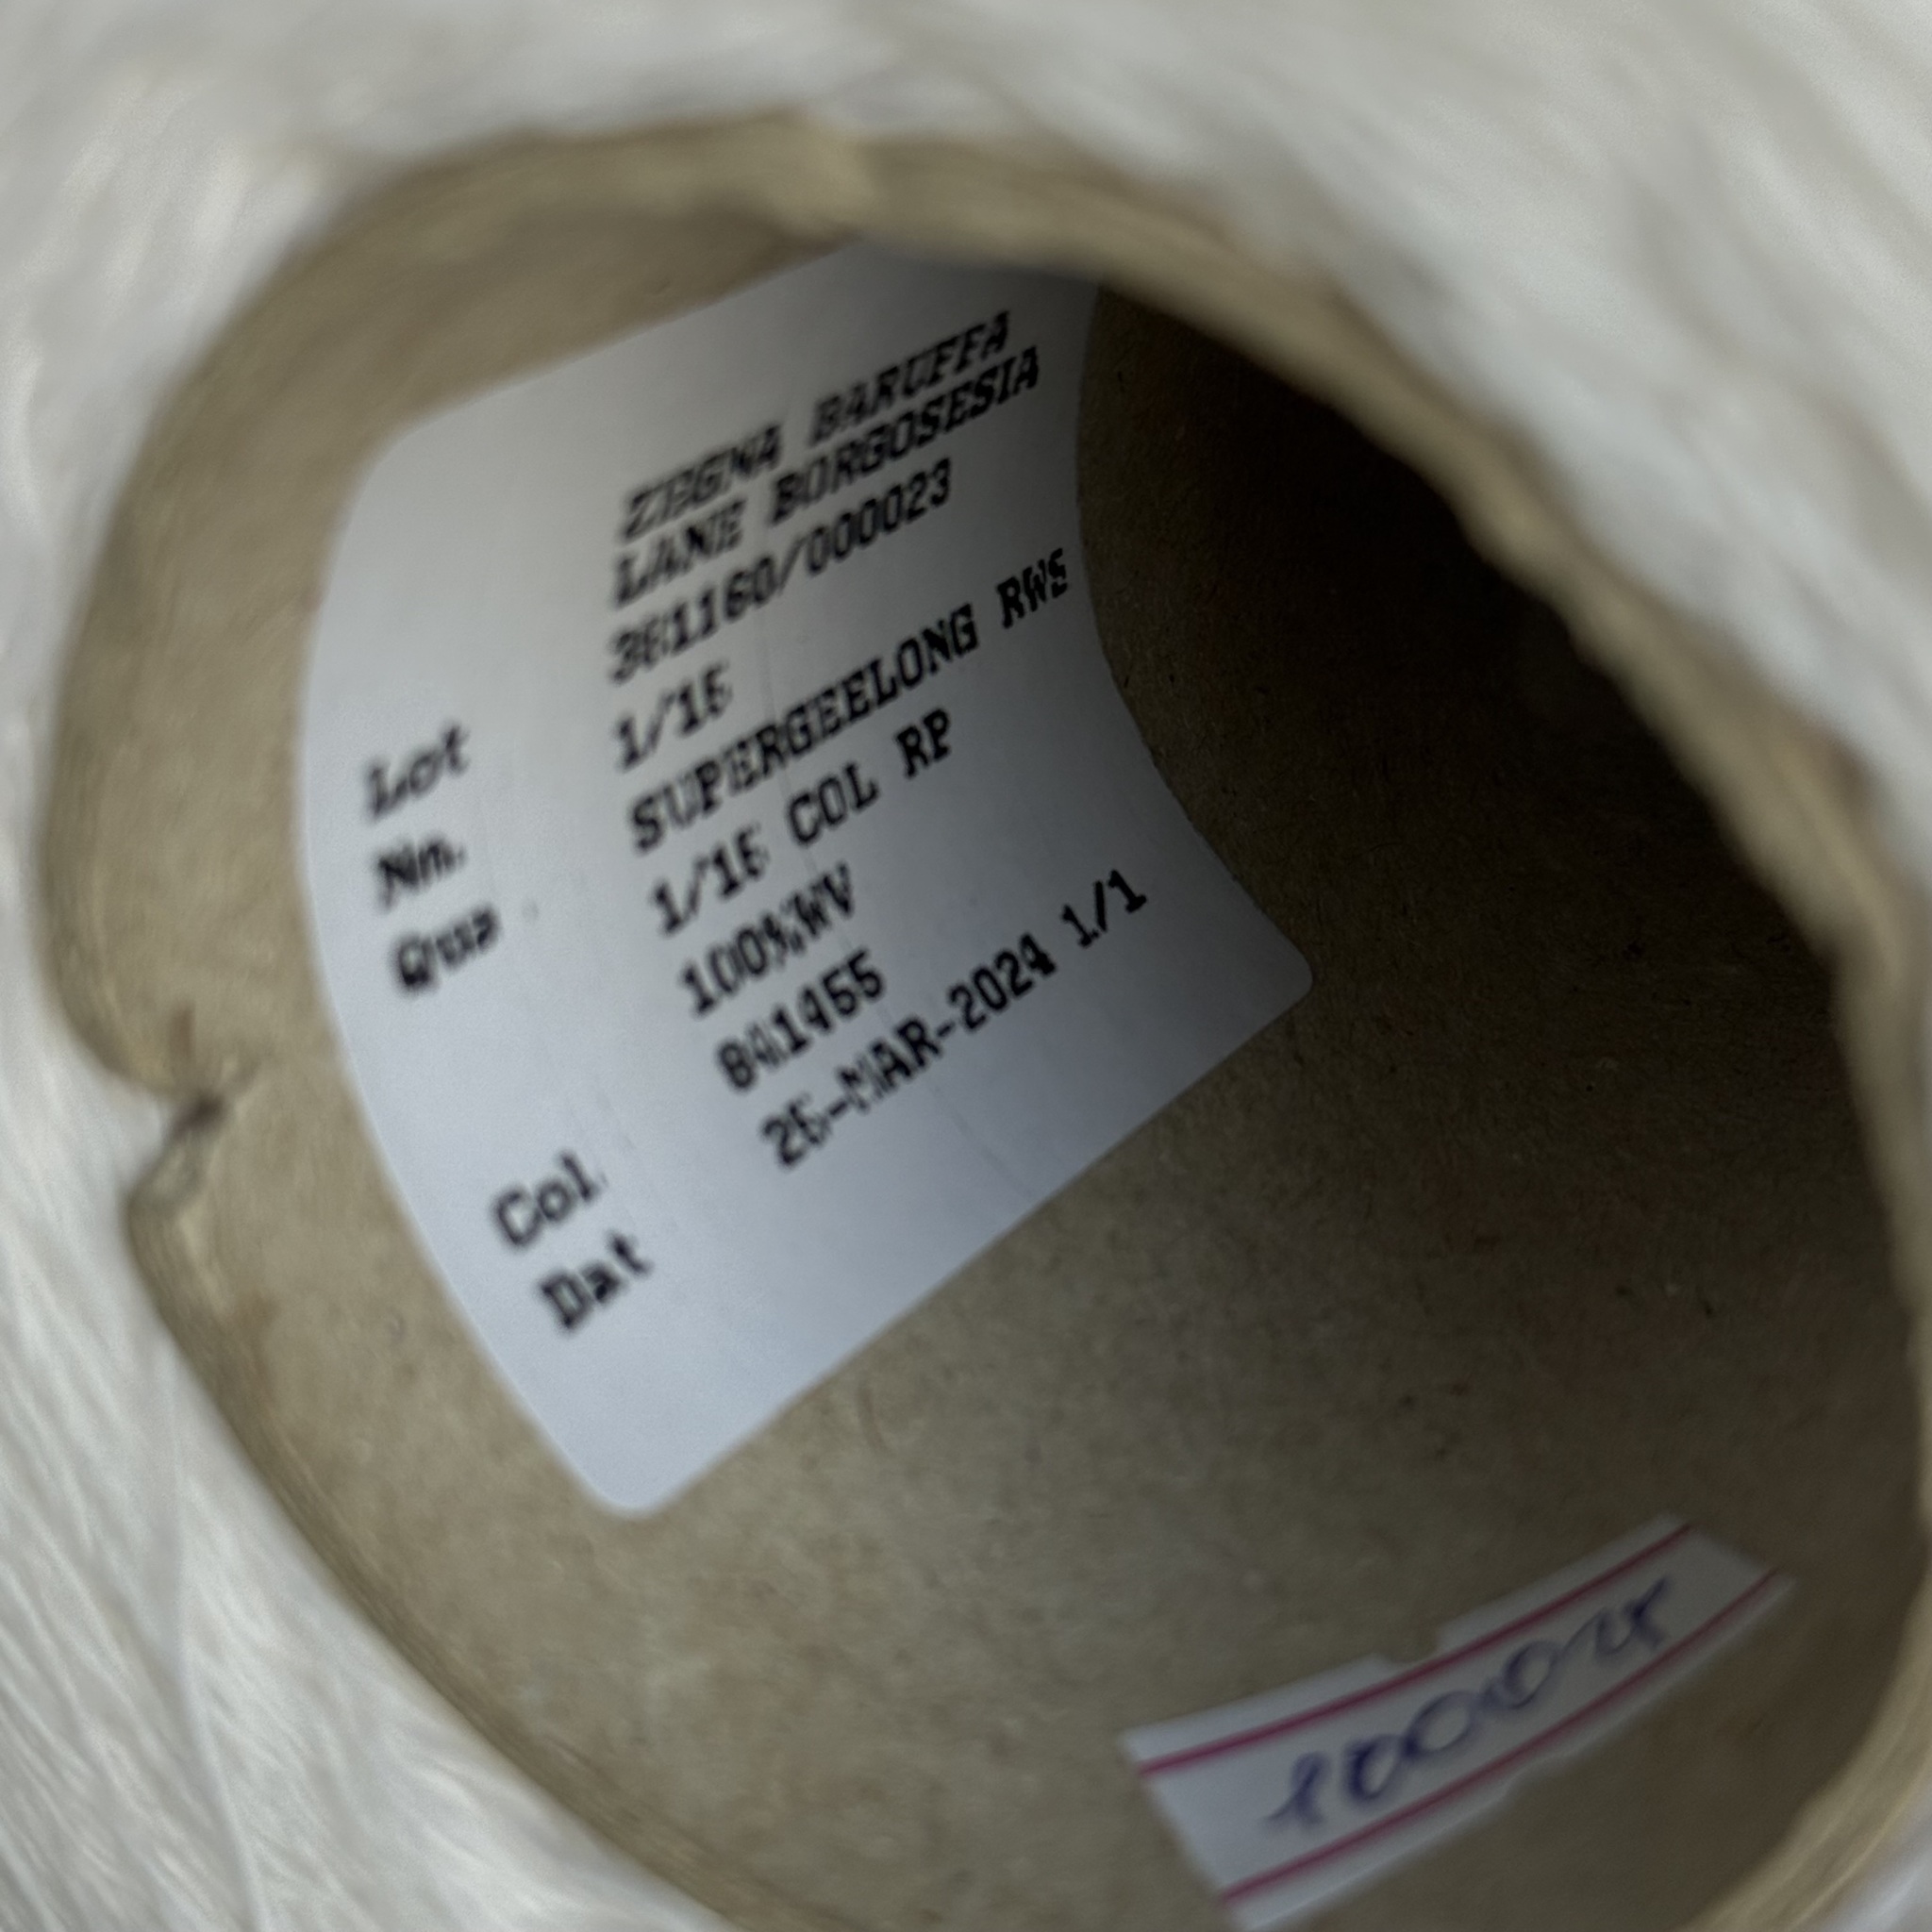 ZEGNA BARUFFA
LANE BORGOSESIA
Lot 361160/000023
Nm. 1/15
Qua SUPERGEELONG RWS
1/15 COL RP
100%WV
Col. 841455
Dat MAR-2024 1/1